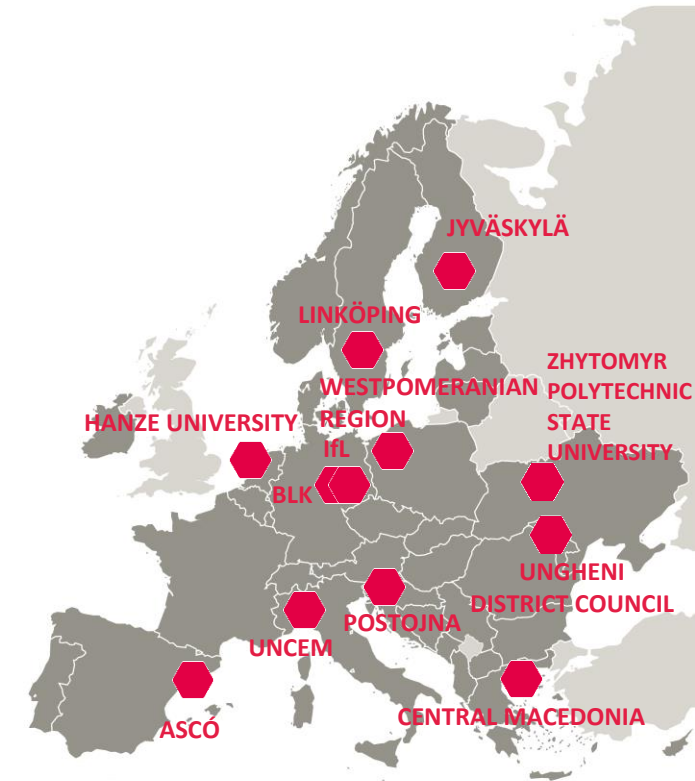 JYVÄSKYLÄ
LINKÖPING
ZHYTOMYR
POLYTECHNIC
STATE
UNIVERSITY
WESTPOMERANIAN
REGION
HANZE UNIVERSITY
IfL
BLK
UNGHENI
DISTRICT COUNCIL
POSTOJNA
UNCEM
CENTRAL MACEDONIA
ASCÓ